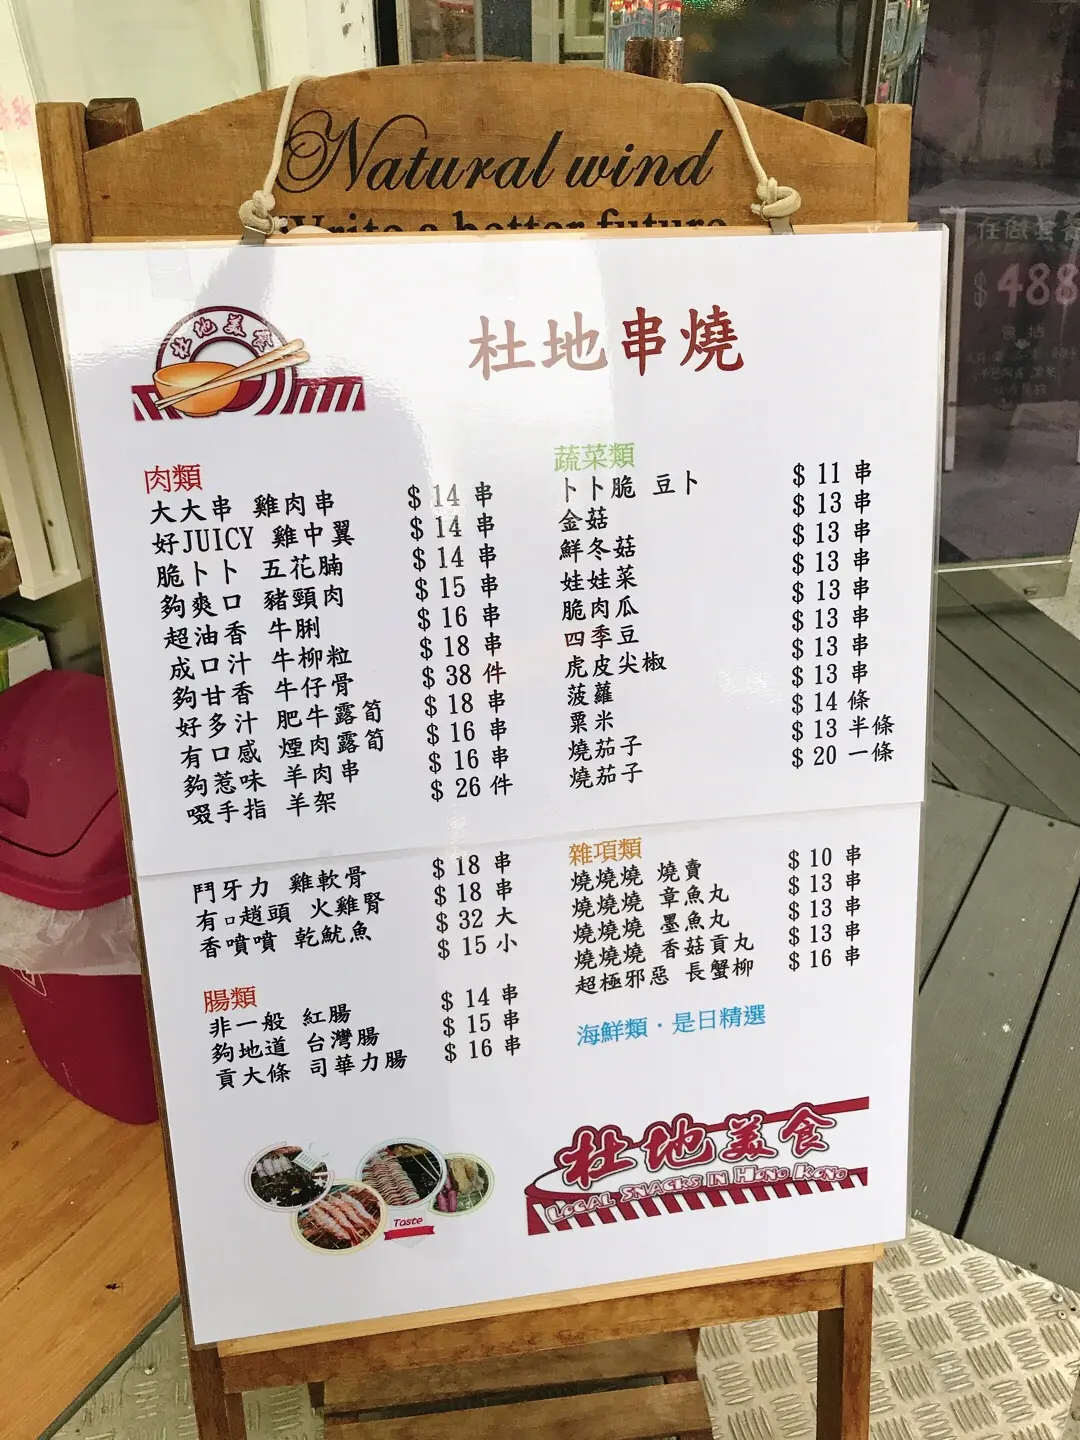 Natural wind
Write a better future
杜地美食
杜地串燒
肉類
大大串 雞肉串 $ 14 串
好JUICY 雞中翼 $ 14 串
脆卜卜 五花腩 $ 14 串
夠爽口 豬頸肉 $ 15 串
超油香 牛脷 $ 16 串
成口汁 牛柳粒 $ 18 串
夠甘香 牛仔骨 $ 38 件
好多汁 肥牛露筍 $ 18 串
有口感 煙肉露筍 $ 16 串
夠惹味 羊肉串 $ 16 串
啜手指 羊架 $ 26 件
鬥牙力 雞軟骨 $ 18 串
有口趙頭 火雞腎 $ 18 串
香噴噴 乾魷魚 $ 32 大
$ 15 小
腸類
非一般 紅腸 $ 14 串
夠地道 台灣腸 $ 15 串
貢大條 司華力腸 $ 16 串
蔬菜類
卜卜脆 豆卜 $ 11 串
金菇 $ 13 串
鮮冬菇 $ 13 串
娃娃菜 $ 13 串
脆肉瓜 $ 13 串
四季豆 $ 13 串
虎皮尖椒 $ 13 串
菠蘿 $ 13 串
粟米 $ 14 條
燒茄子 $ 13 半條
燒茄子 $ 20 一條
雜項類
燒燒燒 燒賣 $ 10 串
燒燒燒 章魚丸 $ 13 串
燒燒燒 墨魚丸 $ 13 串
燒燒燒 香菇貢丸 $ 13 串
超極邪惡 長蟹柳 $ 16 串
海鮮類．是日精選
Taste
杜地美食
LOCAL SNACKS IN HONG KONG
$ 488